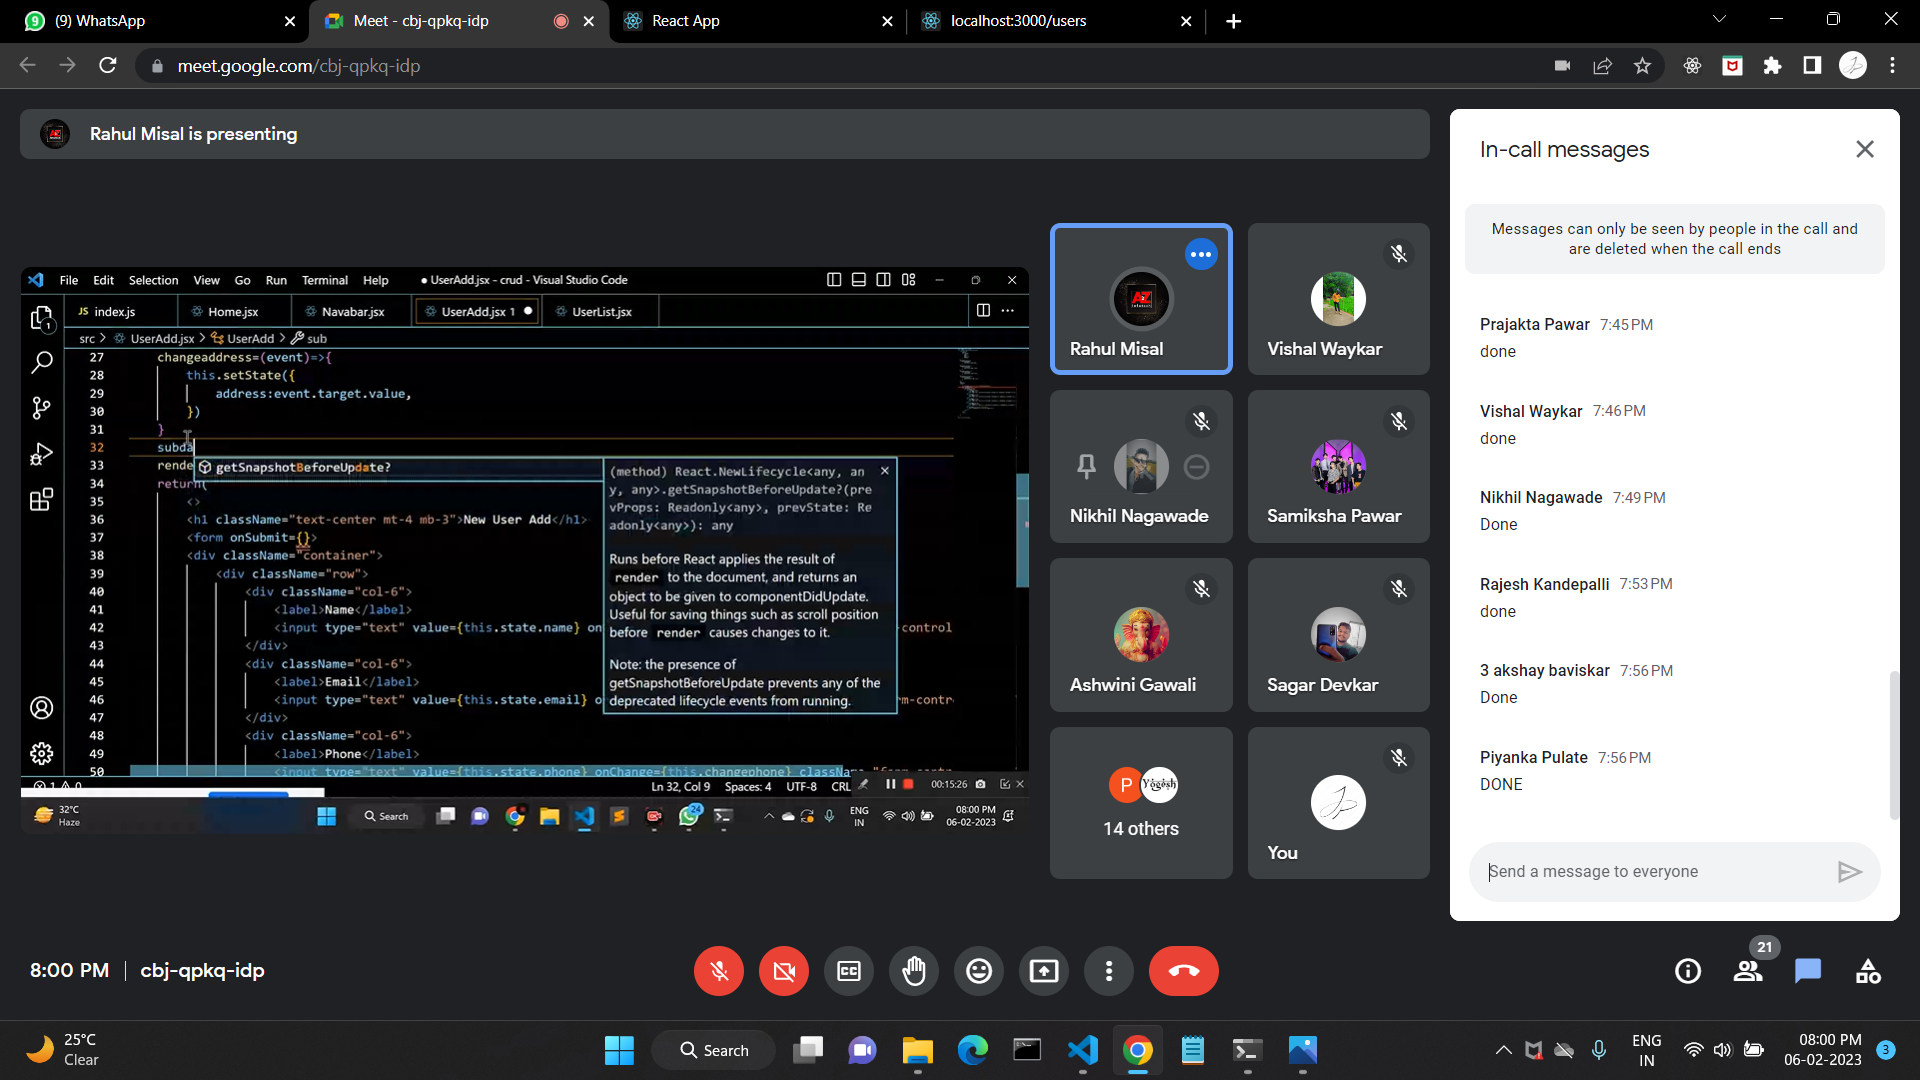 (9) WhatsApp
Meet - cbj-qpkq-idp
React App
localhost:3000/users
meet.google.com/cbj-qpkq-idp
Rahul Misal is presenting
File Edit Selection View Go Run Terminal Help
● UserAdd.jsx - crud - Visual Studio Code
JS index.js
Home.jsx
Navabar.jsx
UserAdd.jsx 1
UserList.jsx
src > UserAdd.jsx > UserAdd > sub
27 changeaddress=(event)=>{
28 this.setState({
29 address:event.target.value,
30 })
31 }
32 subda
33 rende
34 return(
35 <>
36 <h1 className="text-center mt-4 mb-3">New User Add</h1>
37 <form onSubmit={}>
38 <div className="container">
39 <div className="row">
40 <div className="col-6">
41 <label>Name</label>
42 <input type="text" value={this.state.name} on
-control
43 </div>
44 <div className="col-6">
45 <label>Email</label>
46 <input type="text" value={this.state.email} o
m-contr
47 </div>
48 <div className="col-6">
49 <label>Phone</label>
50 <input type="text" value={this.state.phone} onChange={this.changephone} className="form-contr
getSnapshotBeforeUpdate?
(method) React.NewLifecycle<any, an
y, any>.getSnapshotBeforeUpdate?(pre
vProps: Readonly<any>, prevState: Re
adonly<any>): any
Runs before React applies the result of
render to the document, and returns an
object to be given to componentDidUpdate.
Useful for saving things such as scroll position
before render causes changes to it.
Note: the presence of
getSnapshotBeforeUpdate prevents any of the
deprecated lifecycle events from running.
1 0
Ln 32, Col 9 Spaces: 4 UTF-8 CRL
00:15:26
32°C
Haze
Search
24
ENG
IN
08:00 PM
06-02-2023
Rahul Misal
Vishal Waykar
Nikhil Nagawade
Samiksha Pawar
Ashwini Gawali
Sagar Devkar
P
Yogesh
14 others
You
In-call messages
Messages can only be seen by people in the call and
are deleted when the call ends
Prajakta Pawar 7:45 PM
done
Vishal Waykar 7:46 PM
done
Nikhil Nagawade 7:49 PM
Done
Rajesh Kandepalli 7:53 PM
done
3 akshay baviskar 7:56 PM
Done
Piyanka Pulate 7:56 PM
DONE
Send a message to everyone
8:00 PM | cbj-qpkq-idp
21
25°C
Clear
Search
ENG
IN
08:00 PM
06-02-2023
3